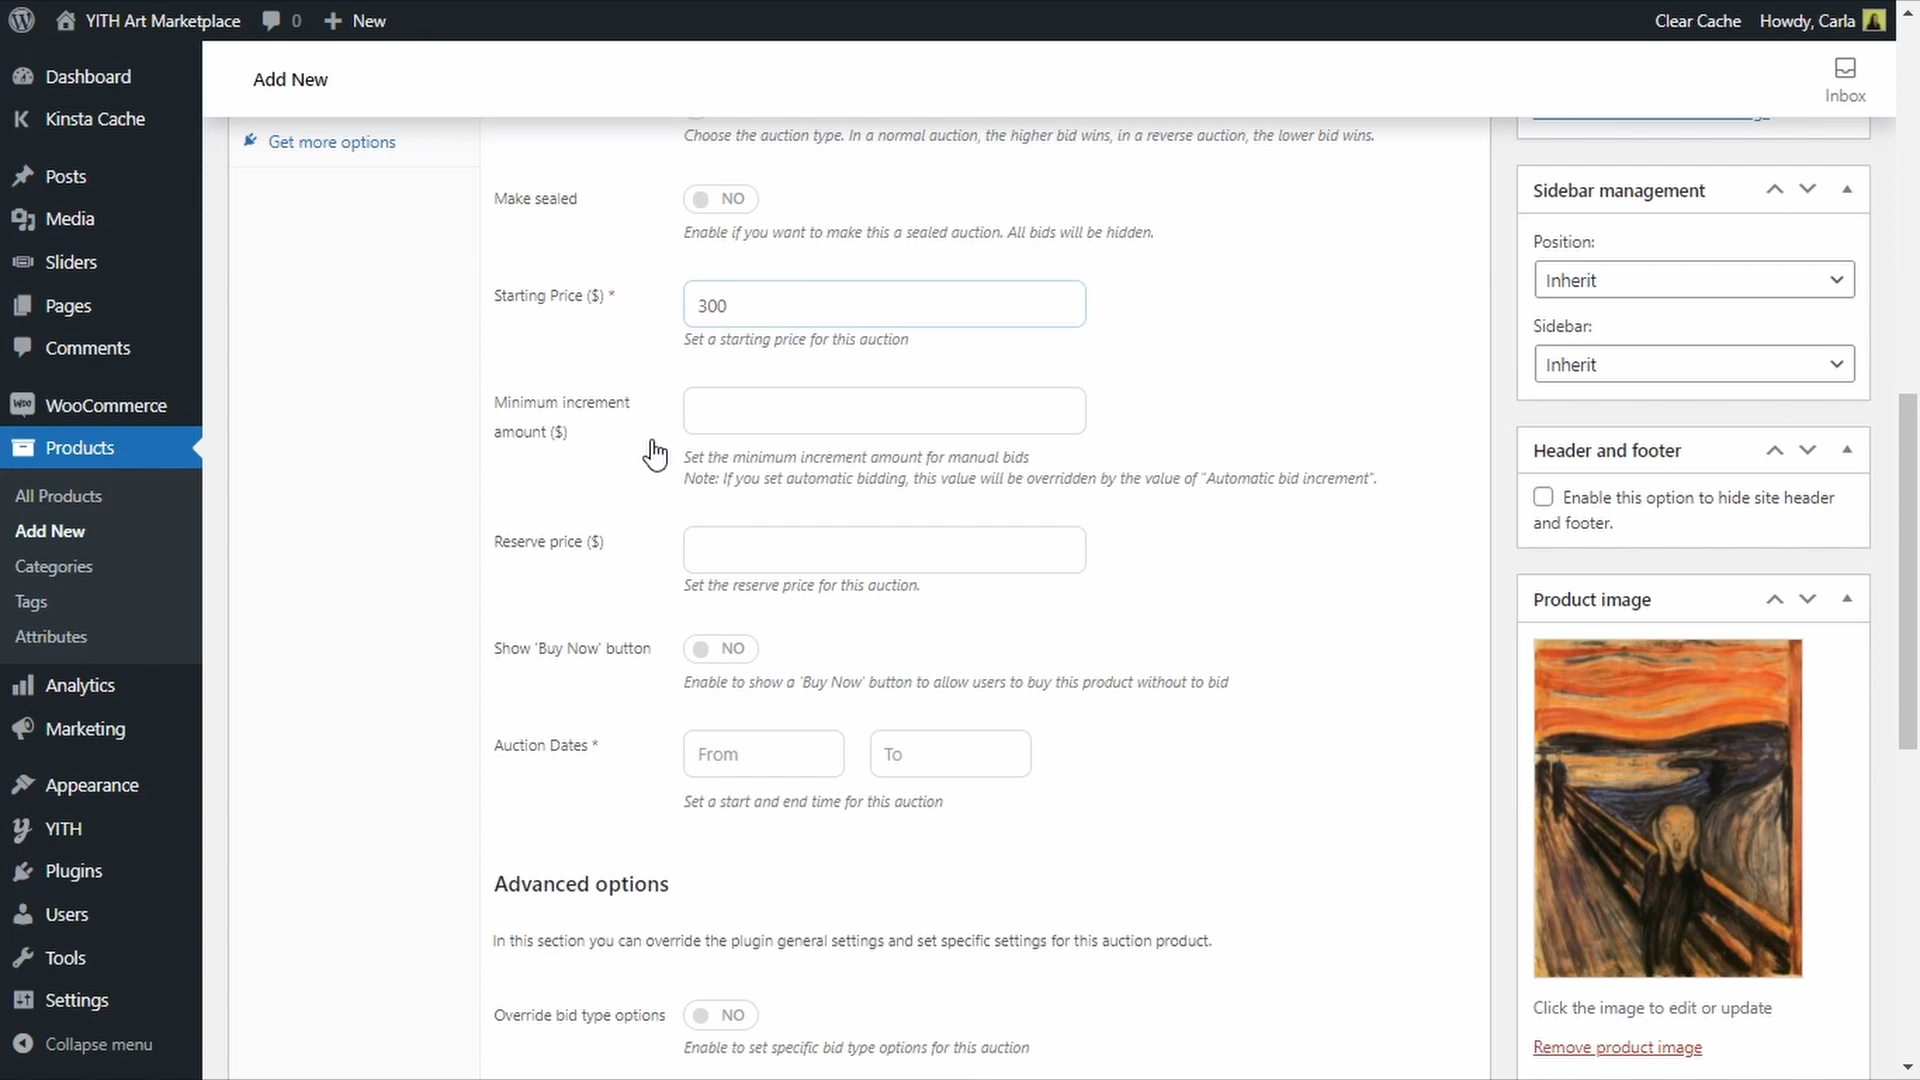 YITH Art Marketplace
0
New
Clear Cache
Howdy, Carla
Dashboard
Kinsta Cache
Posts
Media
Sliders
Pages
Comments
WooCommerce
Products
All Products
Add New
Categories
Tags
Attributes
Analytics
Marketing
Appearance
YITH
Plugins
Users
Tools
Settings
Collapse menu
Add New
Inbox
Get more options
Choose the auction type. In a normal auction, the higher bid wins, in a reverse auction, the lower bid wins.
Make sealed
NO
Enable if you want to make this a sealed auction. All bids will be hidden.
Starting Price ($) *
300
Set a starting price for this auction
Minimum increment
amount ($)
Set the minimum increment amount for manual bids
Note: If you set automatic bidding, this value will be overridden by the value of "Automatic bid increment".
Reserve price ($)
Set the reserve price for this auction.
Show 'Buy Now' button
NO
Enable to show a 'Buy Now' button to allow users to buy this product without to bid
Auction Dates *
From
To
Set a start and end time for this auction
Advanced options
In this section you can override the plugin general settings and set specific settings for this auction product.
Override bid type options
NO
Enable to set specific bid type options for this auction
Sidebar management
Position:
Inherit
Sidebar:
Inherit
Header and footer
Enable this option to hide site header
and footer.
Product image
Click the image to edit or update
Remove product image